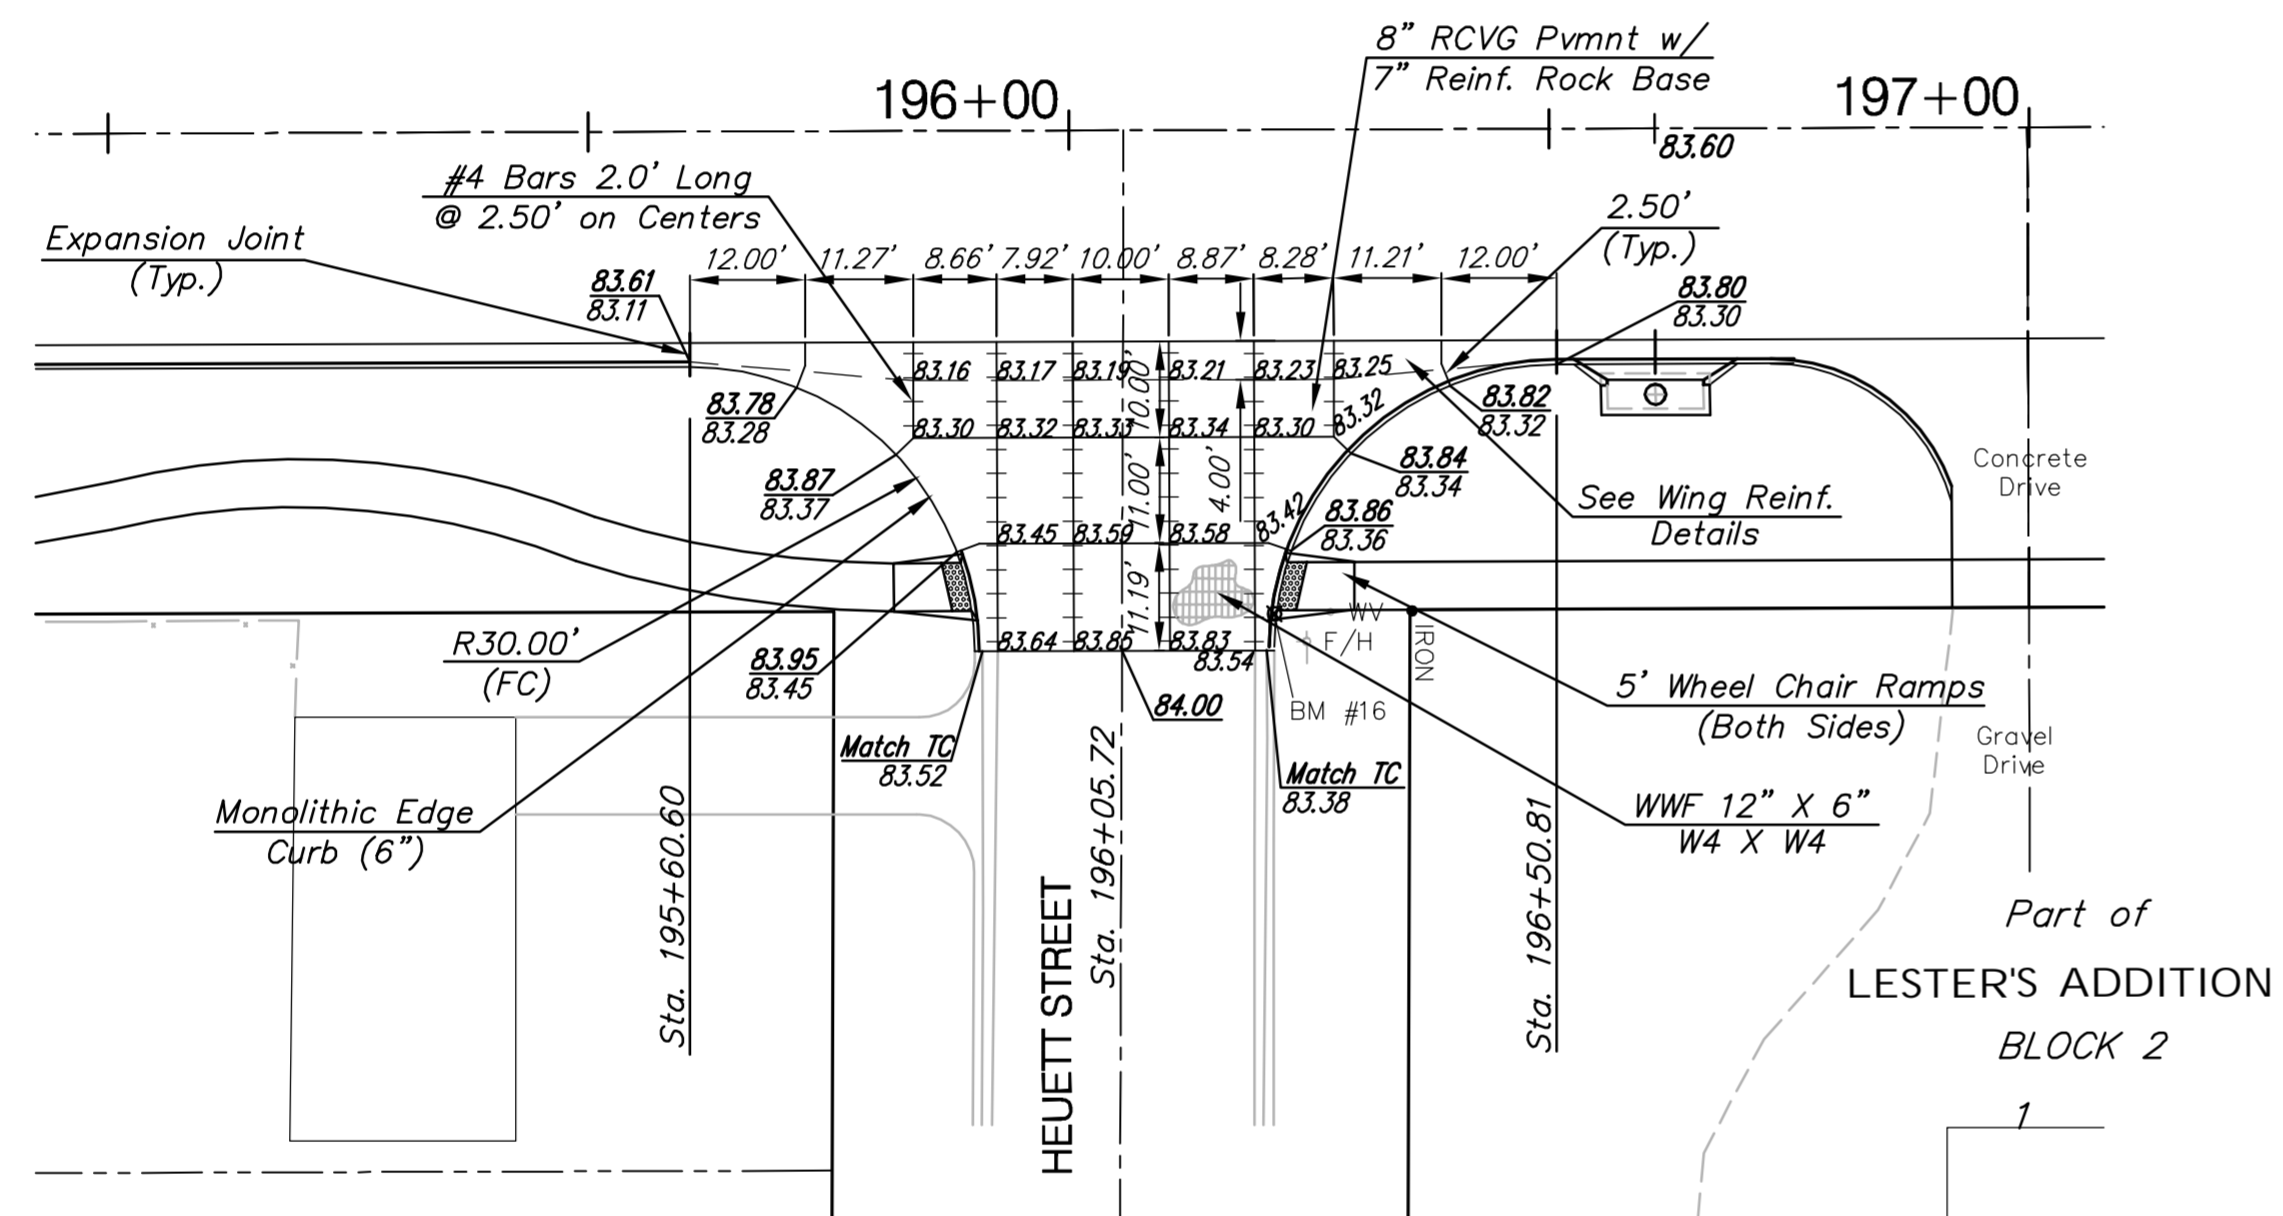 8” RCVG Pvmnt w/
7” Reinf. Rock Base
196+00
197+00
83.60
#4 Bars 2.0’ Long
@ 2.50’ on Centers
2.50’
(Typ.)
Expansion Joint
(Typ.)
12.00’ 11.27’ 8.66’ 7.92’ 10.00’ 8.87’ 8.28’ 11.21’ 12.00’
83.61
83.11
83.80
83.30
83.16 83.17 83.19 83.21 83.23 83.25
10.00’
83.78
83.28
83.82
83.32
83.32
83.30 83.32 83.33 83.34 83.30
83.87
83.37
83.84
83.34
11.00’
4.00’
Concrete
Drive
See Wing Reinf.
Details
83.45 83.59 83.58 83.42
83.86
83.36
11.19’
WV
F/H
IRON
R30.00’
(FC)
83.95
83.45
83.64 83.85 83.83
83.54
84.00
BM #16
5’ Wheel Chair Ramps
(Both Sides)
Gravel
Drive
Match TC
83.52
Match TC
83.38
Monolithic Edge
Curb (6”)
WWF 12” X 6”
W4 X W4
Sta. 195+60.60
HEUETT STREET
Sta. 196+05.72
Sta. 196+50.81
Part of
LESTER'S ADDITION
BLOCK 2
1